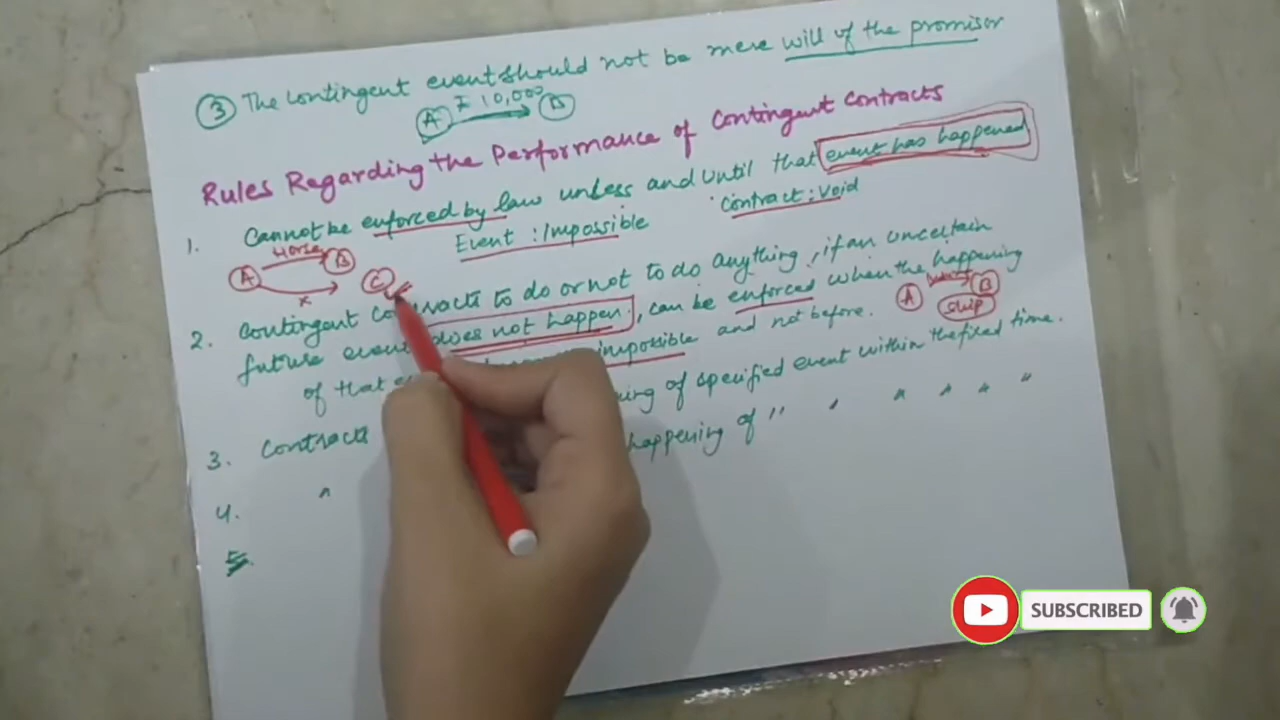 ③ The contingent event should not be mere will of the promisor
A ₹ 10,000 B
Rules Regarding the Performance of Contingent Contracts
1. Cannot be enforced by law unless and until that event has happened
Event : Impossible Contract : Void
A Horse B
x C
2. Contingent contracts to do or not to do anything, if an uncertain
future event does not happen, can be enforced when the happening
of that impossible and not before. A B
Ship
3. Contracts of specified event within the fixed time.
4. " happening of " " " " " "
5.
SUBSCRIBED